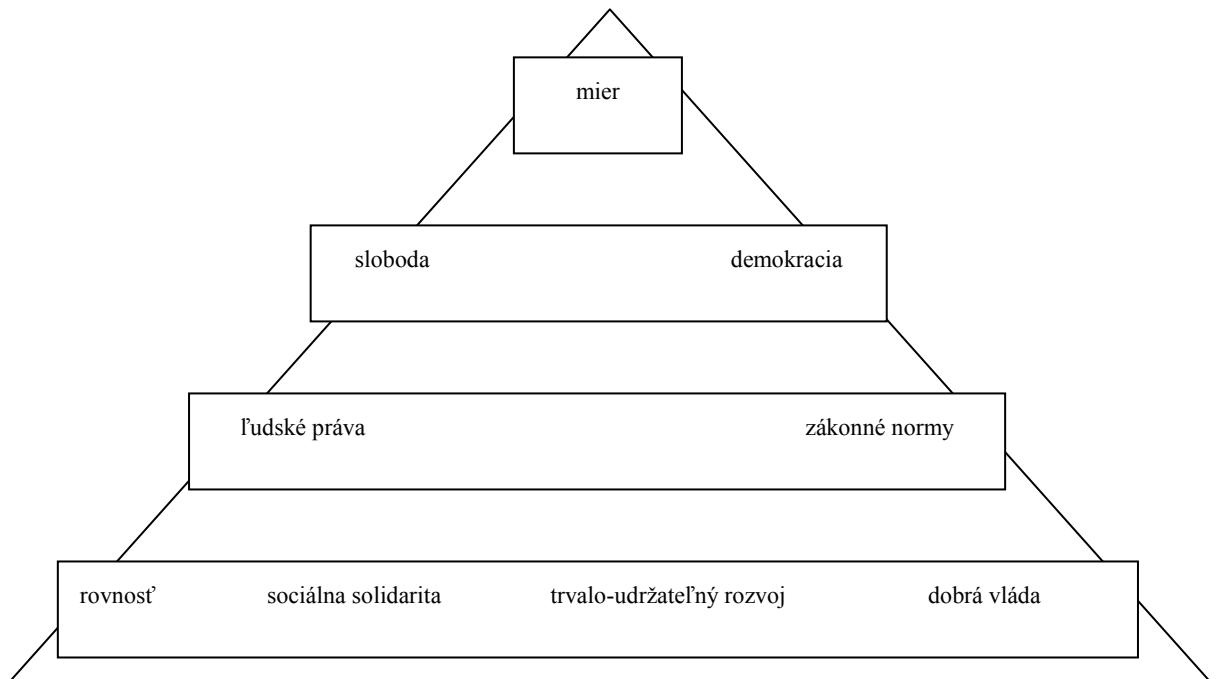 mier
sloboda demokracia
ľudské práva zákonné normy
rovnosť sociálna solidarita trvalo-udržateľný rozvoj dobrá vláda